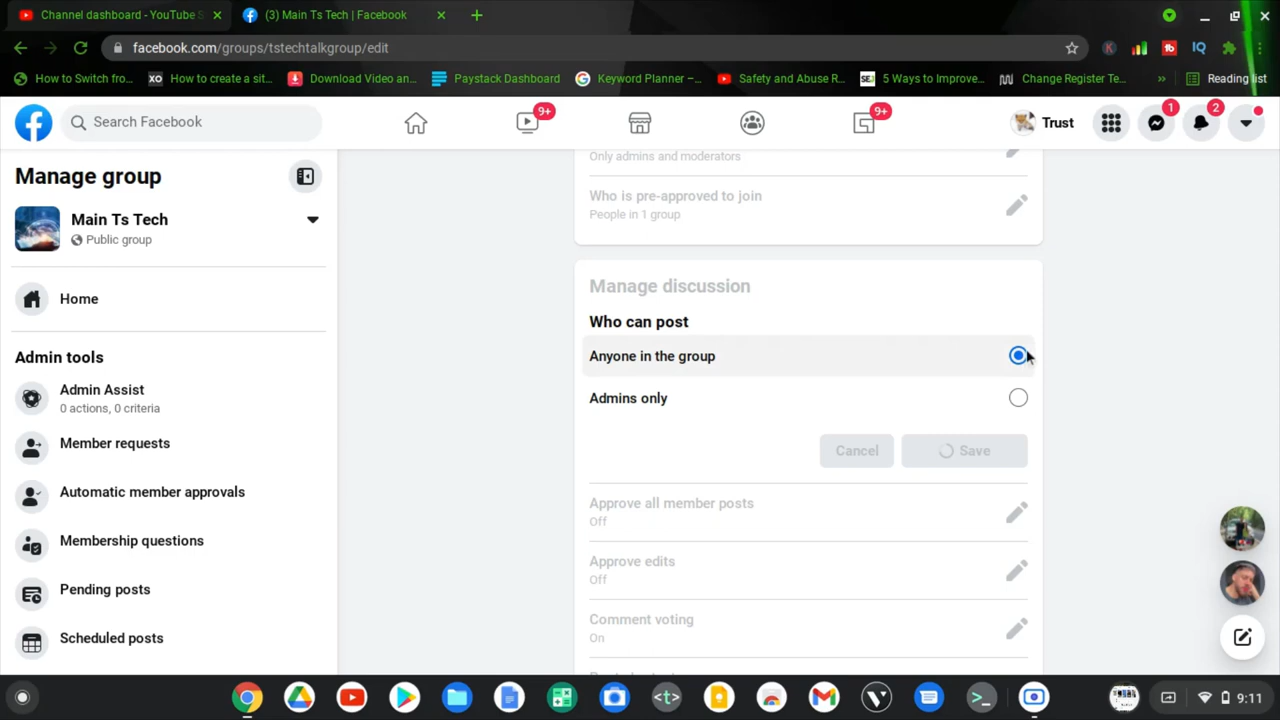 Channel dashboard - YouTube S
(3) Main Ts Tech | Facebook
facebook.com/groups/tstechtalkgroup/edit
How to Switch fro...
XO How to create a sit...
Download Video an...
Paystack Dashboard
Keyword Planner –...
Safety and Abuse R...
SEJ 5 Ways to Improve...
Change Register Te...
»
Reading list
K
tb
IQ
Search Facebook
9+
9+
Trust
1
2
Manage group
Main Ts Tech
Public group
Home
Admin tools
Admin Assist
0 actions, 0 criteria
Member requests
Automatic member approvals
Membership questions
Pending posts
Scheduled posts
Only admins and moderators
Who is pre-approved to join
People in 1 group
Manage discussion
Who can post
Anyone in the group
Admins only
Cancel
Save
Approve all member posts
Off
Approve edits
Off
Comment voting
On
<t>
9:11